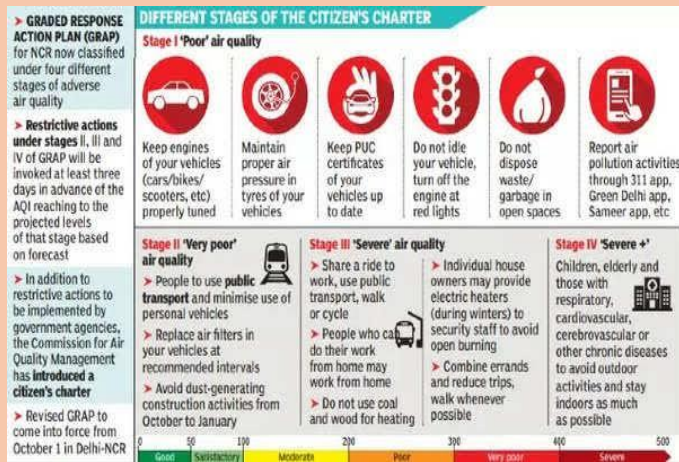 ➤ GRADED RESPONSE
ACTION PLAN (GRAP)
for NCR now classified
under four different
stages of adverse
air quality
➤ Restrictive actions
under stages II, III and
IV of GRAP will be
invoked at least three
days in advance of the
AQI reaching to the
projected levels
of that stage based
on forecast
➤ In addition to
restrictive actions to
be implemented by
government agencies,
the Commission for Air
Quality Management
has introduced a
citizen's charter
➤ Revised GRAP to
come into force from
October 1 in Delhi-NCR
DIFFERENT STAGES OF THE CITIZEN'S CHARTER
Stage I 'Poor' air quality
Keep engines
of your vehicles
(cars/bikes/
scooters, etc)
properly tuned
Maintain
proper air
pressure in
tyres of your
vehicles
Keep PUC
certificates
of your
vehicles up
to date
Do not idle
your vehicle,
turn off the
engine at
red lights
Do not
dispose
waste/
garbage in
open spaces
Report air
pollution activities
through 311 app,
Green Delhi app,
Sameer app, etc
Stage II 'Very poor'
air quality
➤ People to use public
transport and minimise use of
personal vehicles
➤ Replace air filters in
your vehicles at
recommended intervals
➤ Avoid dust-generating
construction activities from
October to January
Stage III 'Severe' air quality
➤ Share a ride to
work, use public
transport, walk
or cycle
➤ People who ca
do their work
from home may
work from home
➤ Do not use coal
and wood for heating
➤ Individual house
owners may provide
electric heaters
(during winters) to
security staff to avoid
open burning
➤ Combine errands
and reduce trips,
walk whenever
possible
Stage IV 'Severe +'
Children, elderly and
those with
respiratory,
cardiovascular,
cerebrovascular or
other chronic diseases
to avoid outdoor
activities and stay
indoors as much
as possible
0 50 100 200 300 400 500
Good Satisfactory Moderate Poor Very poor Severe